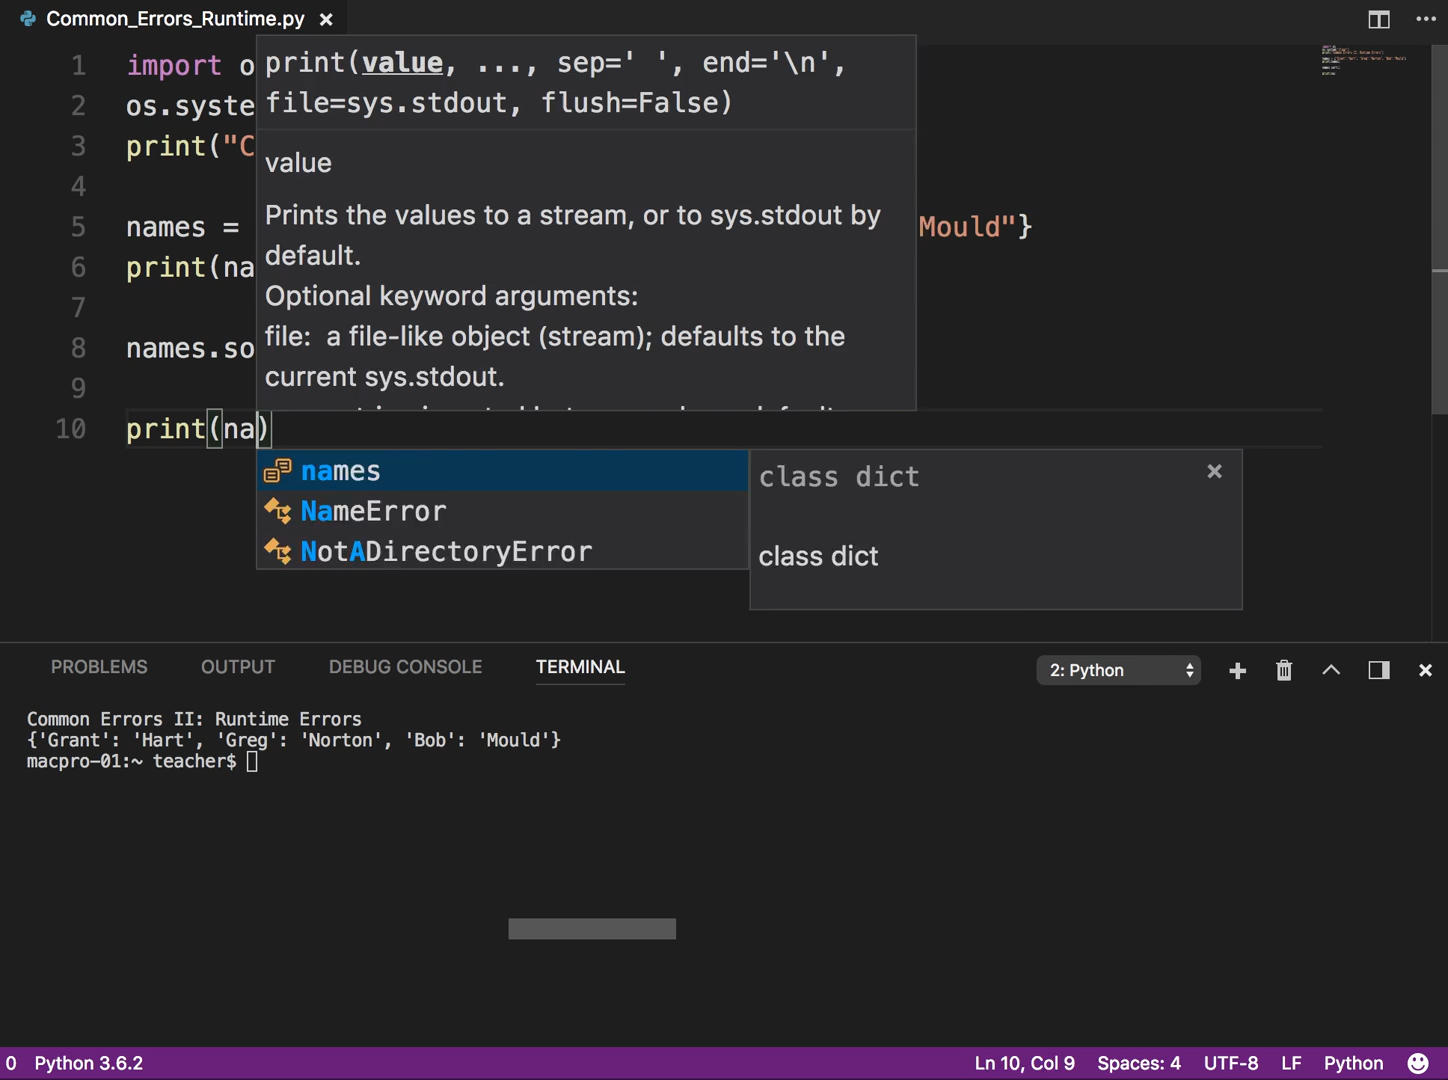 Common_Errors_Runtime.py
1 import o
2 os.syste
3 print("C
4
5 names = Mould"}
6 print(na
7
8 names.so
9
10 print(na)
print(value, ..., sep=' ', end='\n',
file=sys.stdout, flush=False)
value
Prints the values to a stream, or to sys.stdout by
default.
Optional keyword arguments:
file: a file-like object (stream); defaults to the
current sys.stdout.
names
NameError
NotADirectoryError
class dict
class dict
PROBLEMS OUTPUT DEBUG CONSOLE TERMINAL 2: Python
Common Errors II: Runtime Errors
{'Grant': 'Hart', 'Greg': 'Norton', 'Bob': 'Mould'}
macpro-01:~ teacher$
0 Python 3.6.2 Ln 10, Col 9 Spaces: 4 UTF-8 LF Python